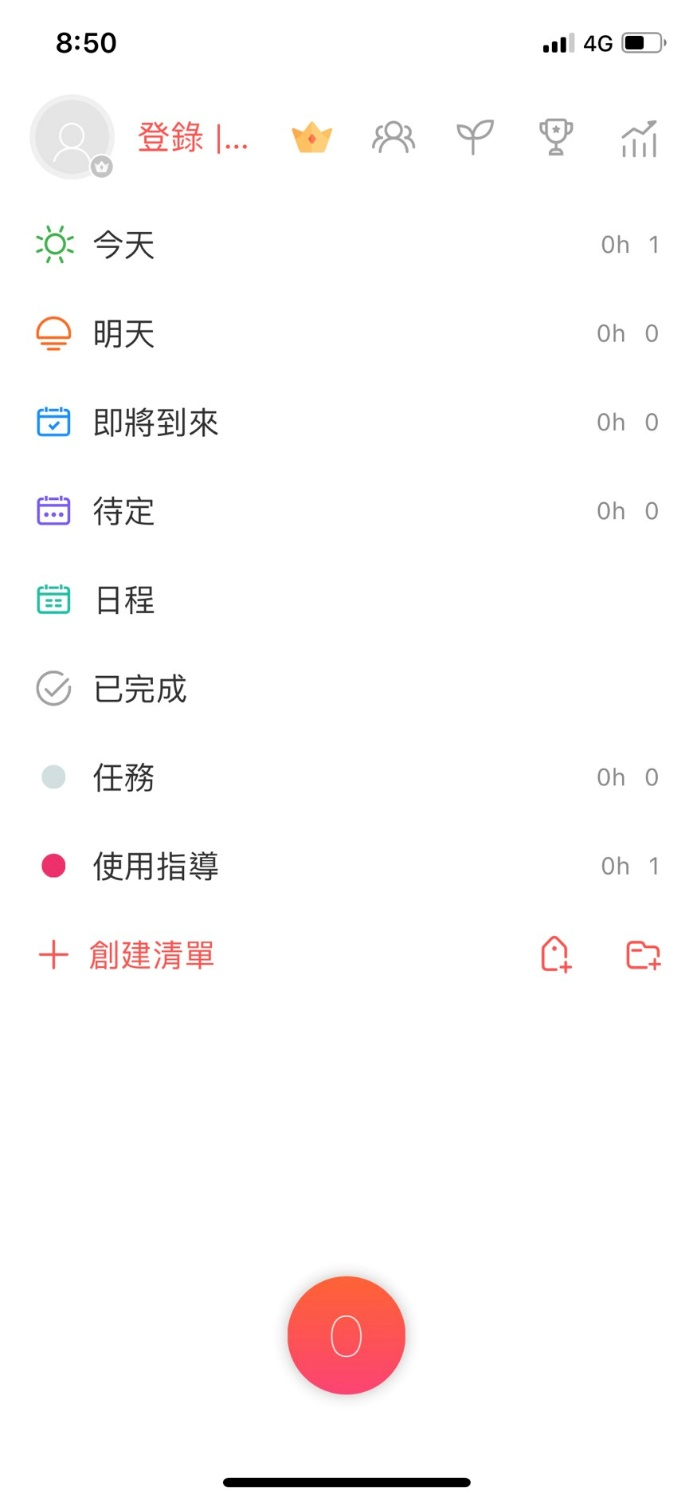 8:50 4G
登錄 |...
今天 0h 1
明天 0h 0
即將到來 0h 0
待定 0h 0
日程
已完成
任務 0h 0
使用指導 0h 1
創建清單
0